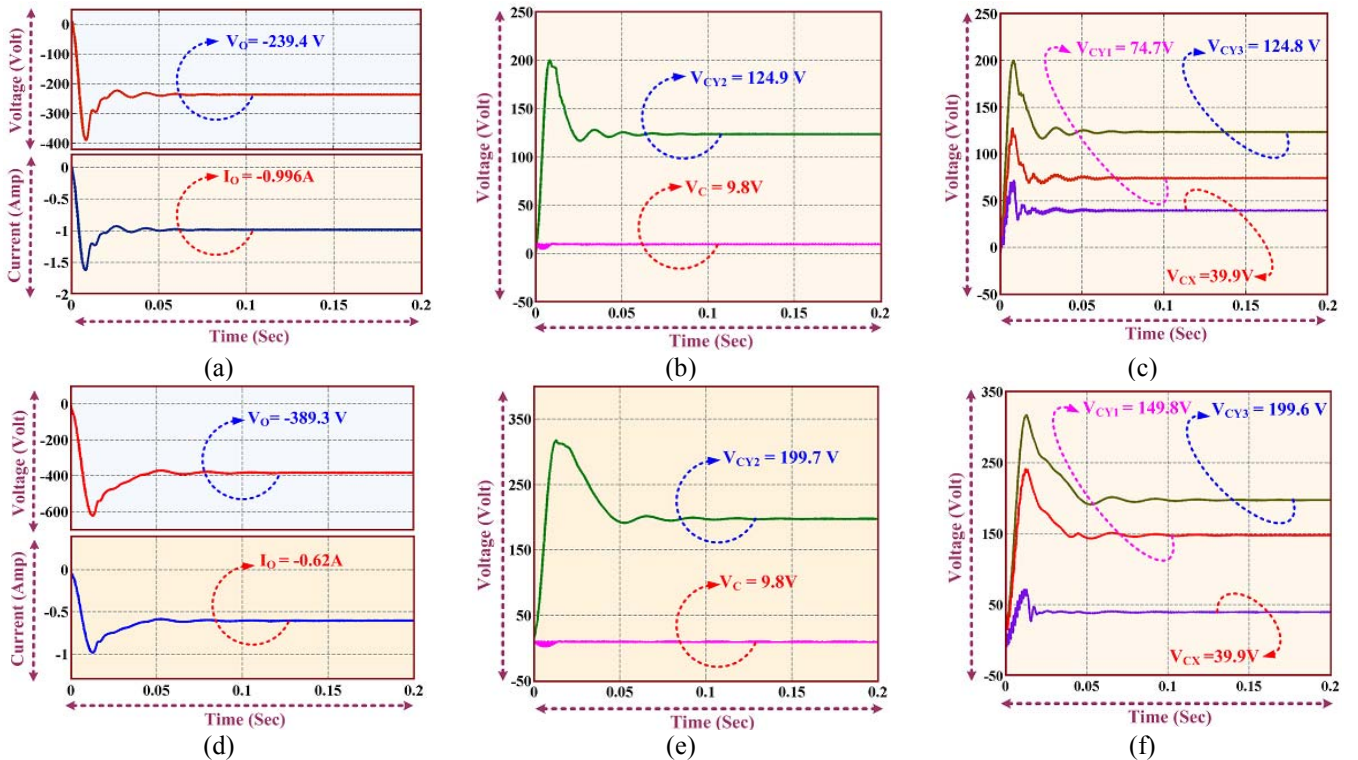 Voltage (Volt)
0
-100
-200
-300
-400
V_O= -239.4 V
Current (Amp)
0
-0.5
-1
-1.5
-2
I_O = -0.996A
0 0.05 0.1 0.15 0.2
Time (Sec)
(a)
Voltage (Volt)
250
200
150
100
50
0
-50
V_CY2 = 124.9 V
V_C = 9.8V
0 0.05 0.1 0.15 0.2
Time (Sec)
(b)
Voltage (Volt)
250
200
150
100
50
0
-50
V_CY1 = 74.7V
V_CY3 = 124.8 V
V_CX =39.9V
0 0.05 0.1 0.15 0.2
Time (Sec)
(c)
Voltage (Volt)
0
-200
-400
-600
V_O= -389.3 V
Current (Amp)
0
-0.5
-1
I_O = -0.62A
0 0.05 0.1 0.15 0.2
Time (Sec)
(d)
Voltage (Volt)
350
250
150
50
-50
V_CY2 = 199.7 V
V_C = 9.8V
0 0.05 0.1 0.15 0.2
Time (Sec)
(e)
Voltage (Volt)
350
250
150
50
-50
V_CY1 = 149.8V
V_CY3 = 199.6 V
V_CX =39.9V
0 0.05 0.1 0.15 0.2
Time (Sec)
(f)